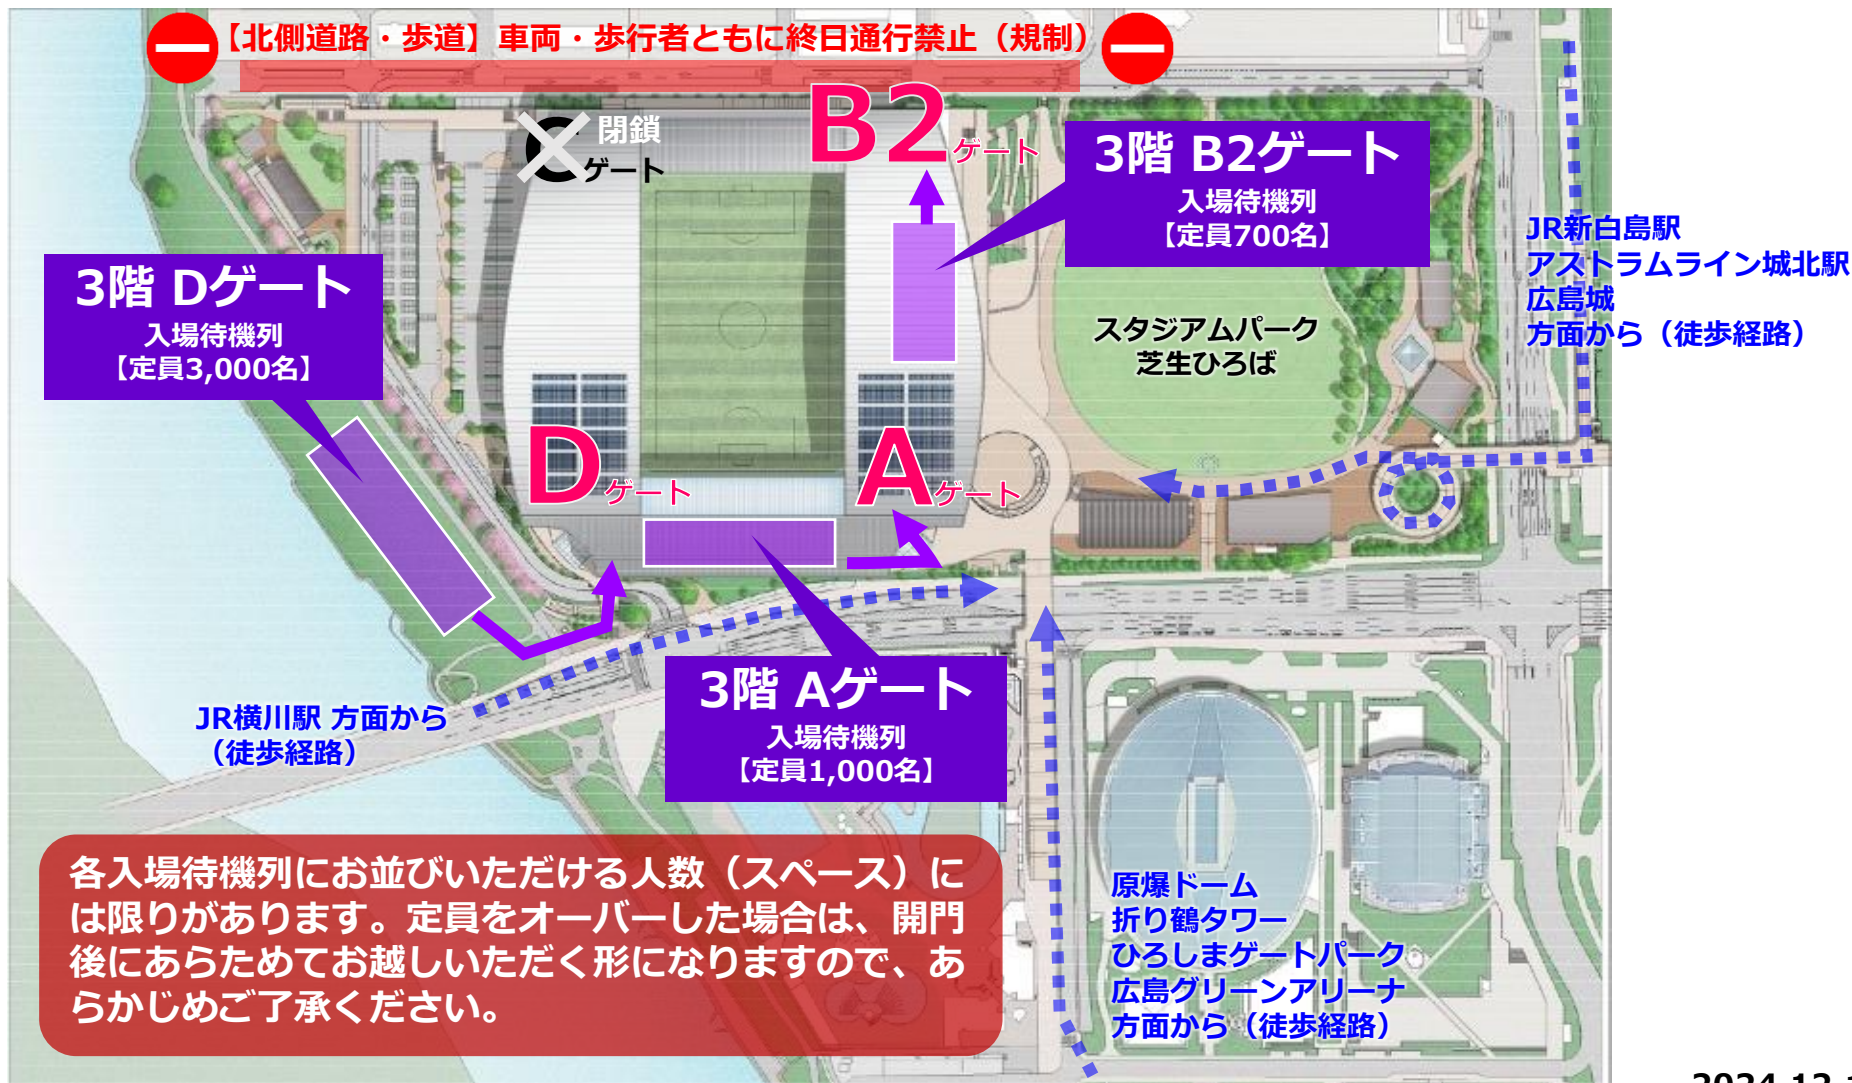 【北側道路・歩道】車両・歩行者ともに終日通行禁止（規制）
C
閉鎖
ゲート
B2ゲート
3階 B2ゲート
入場待機列
【定員700名】
JR新白島駅
アストラムライン城北駅
広島城
方面から（徒歩経路）
3階 Dゲート
入場待機列
【定員3,000名】
スタジアムパーク
芝生ひろば
Dゲート
Aゲート
3階 Aゲート
入場待機列
【定員1,000名】
JR横川駅 方面から
（徒歩経路）
各入場待機列にお並びいただける人数（スペース）に
は限りがあります。定員をオーバーした場合は、開門
後にあらためてお越しいただく形になりますので、あ
らかじめご了承ください。
原爆ドーム
折り鶴タワー
ひろしまゲートパーク
広島グリーンアリーナ
方面から（徒歩経路）